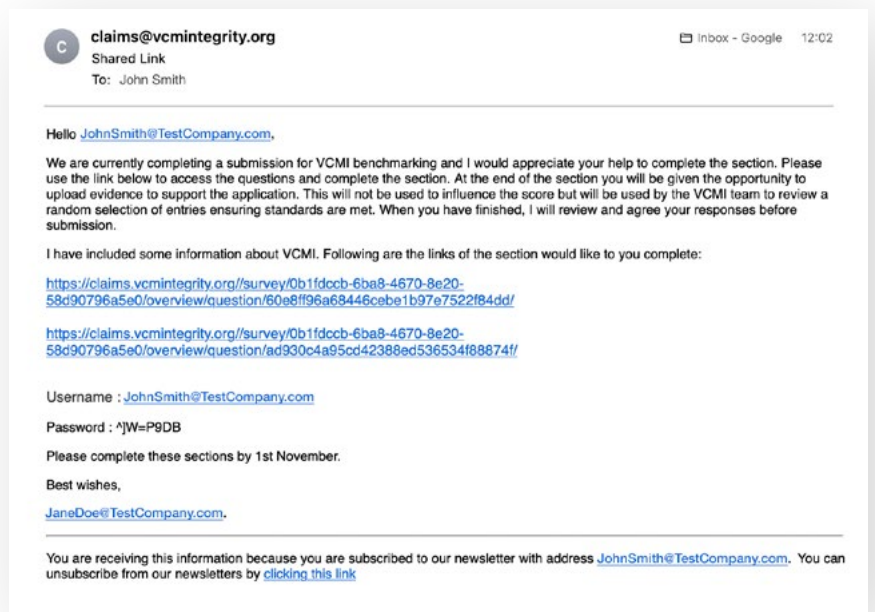 C
claims@vcmintegrity.org
Inbox - Google 12:02
Shared Link
To: John Smith
Hello JohnSmith@TestCompany.com,
We are currently completing a submission for VCMI benchmarking and I would appreciate your help to complete the section. Please
use the link below to access the questions and complete the section. At the end of the section you will be given the opportunity to
upload evidence to support the application. This will not be used to influence the score but will be used by the VCMI team to review a
random selection of entries ensuring standards are met. When you have finished, I will review and agree your responses before
submission.
I have included some information about VCMI. Following are the links of the section would like to you complete:
https://claims.vcmintegrity.org//survey/0b1fdccb-6ba8-4670-8e20-
58d90796a5e0/overview/question/60e8ff96a68446cebe1b97e7522f84dd/
https://claims.vcmintegrity.org//survey/0b1fdccb-6ba8-4670-8e20-
58d90796a5e0/overview/question/ad930c4a95cd42388ed536534f88874f/
Username : JohnSmith@TestCompany.com
Password : ^]W=P9DB
Please complete these sections by 1st November.
Best wishes,
JaneDoe@TestCompany.com.
You are receiving this information because you are subscribed to our newsletter with address JohnSmith@TestCompany.com. You can
unsubscribe from our newsletters by clicking this link